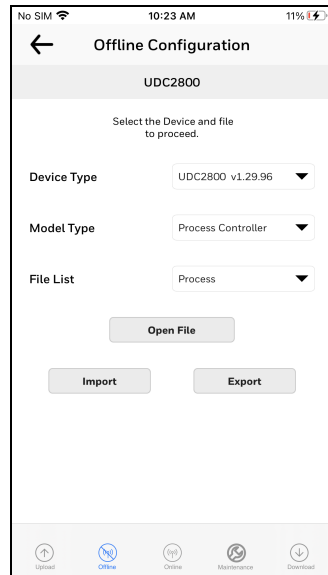 No SIM 10:23 AM 11%
Offline Configuration
UDC2800
Select the Device and file
to proceed.
Device Type UDC2800 v1.29.96
Model Type Process Controller
File List Process
Open File
Import Export
Upload Offline Online Maintenance Download